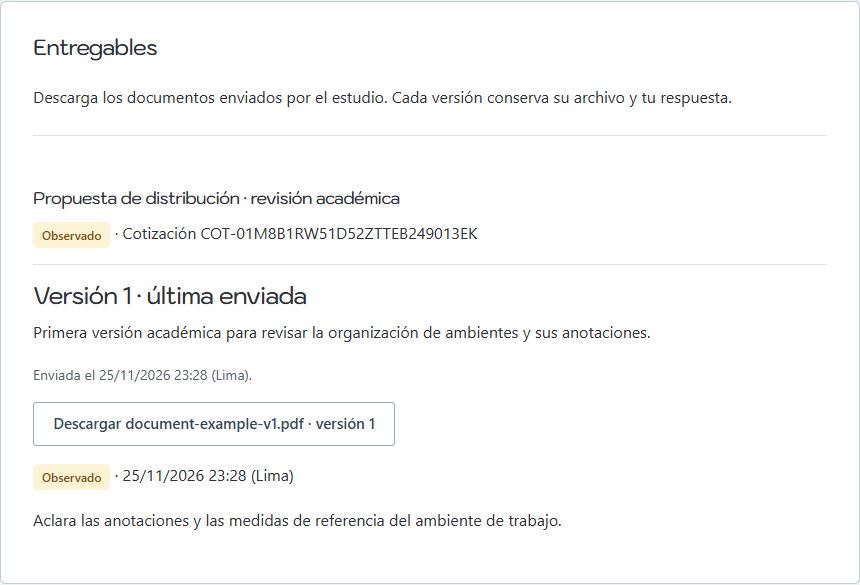 Entregables
Descarga los documentos enviados por el estudio. Cada versión conserva su archivo y tu respuesta.
Propuesta de distribución · revisión académica
Observado · Cotización COT-01M8B1RW51D52ZTTEB249013EK
Versión 1 · última enviada
Primera versión académica para revisar la organización de ambientes y sus anotaciones.
Enviada el 25/11/2026 23:28 (Lima).
Descargar document-example-v1.pdf · versión 1
Observado · 25/11/2026 23:28 (Lima)
Aclara las anotaciones y las medidas de referencia del ambiente de trabajo.